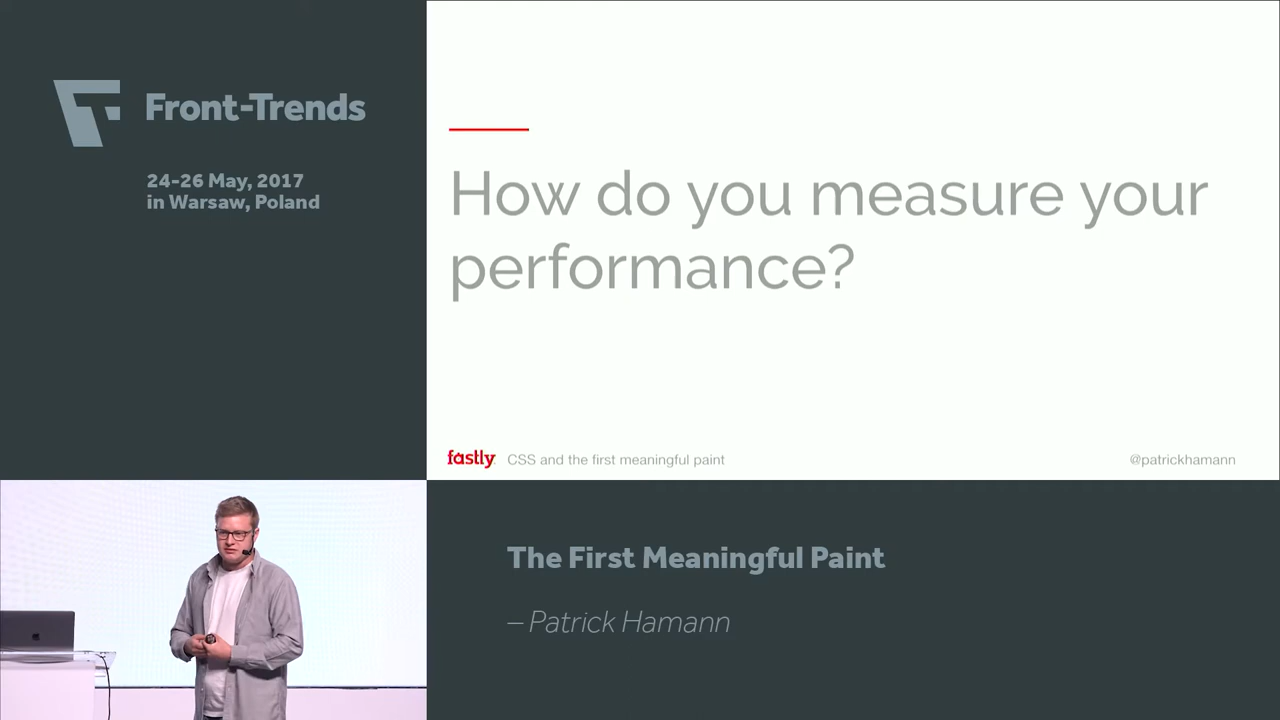 Front-Trends
24-26 May, 2017
in Warsaw, Poland
How do you measure your
performance?
fastly
CSS and the first meaningful paint
@patrickhamann
The First Meaningful Paint
– Patrick Hamann